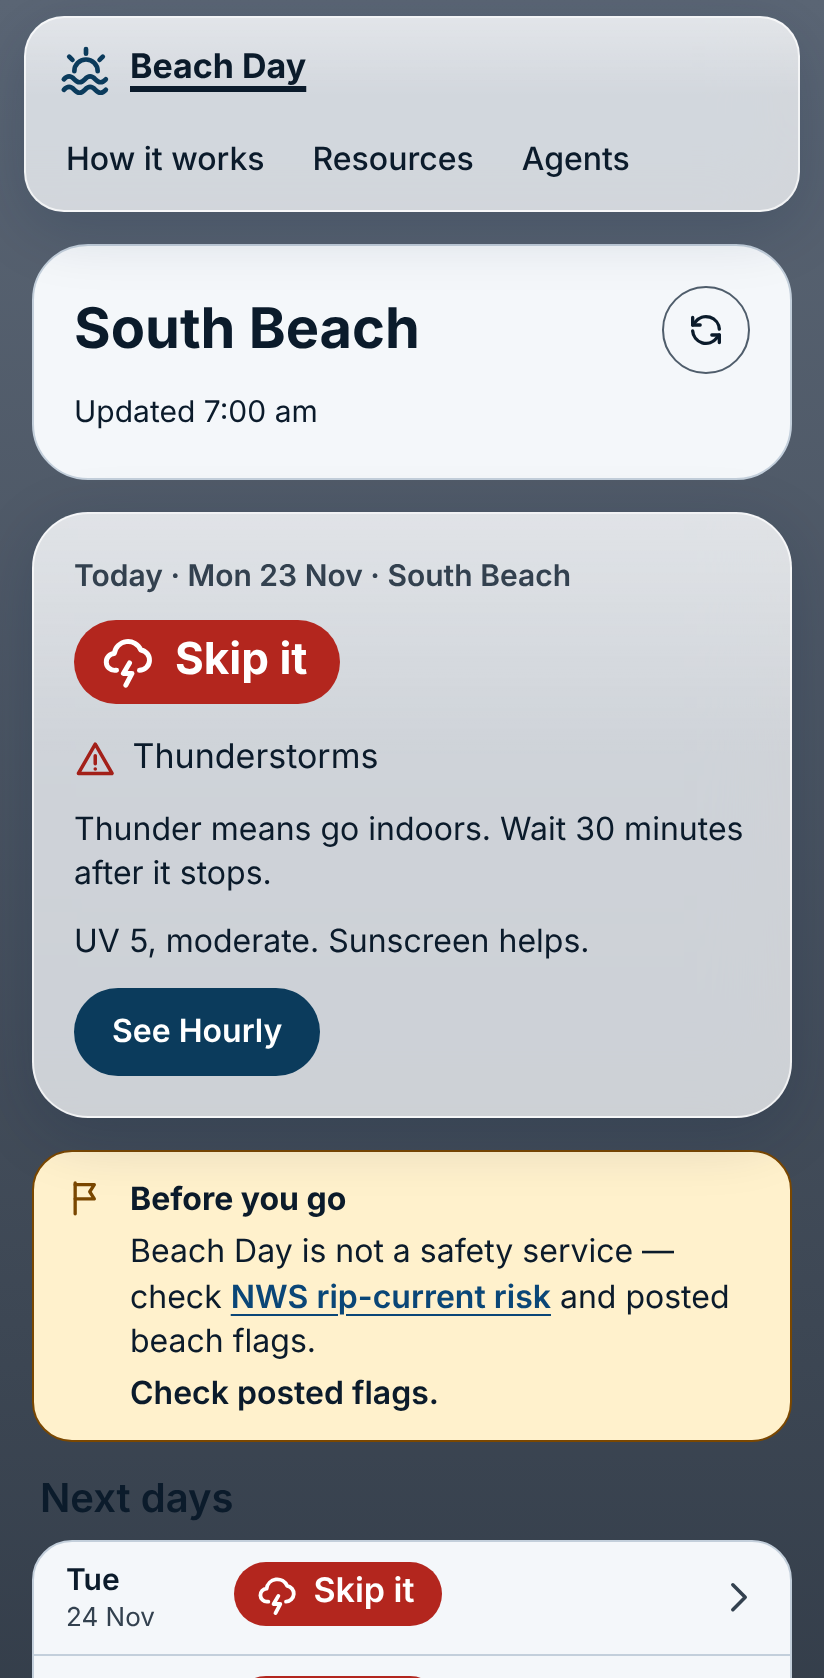 Beach Day
How it works Resources Agents
South Beach
Updated 7:00 am
Today · Mon 23 Nov · South Beach
Skip it
Thunderstorms
Thunder means go indoors. Wait 30 minutes
after it stops.
UV 5, moderate. Sunscreen helps.
See Hourly
Before you go
Beach Day is not a safety service —
check NWS rip-current risk and posted
beach flags.
Check posted flags.
Next days
Tue
24 Nov
Skip it